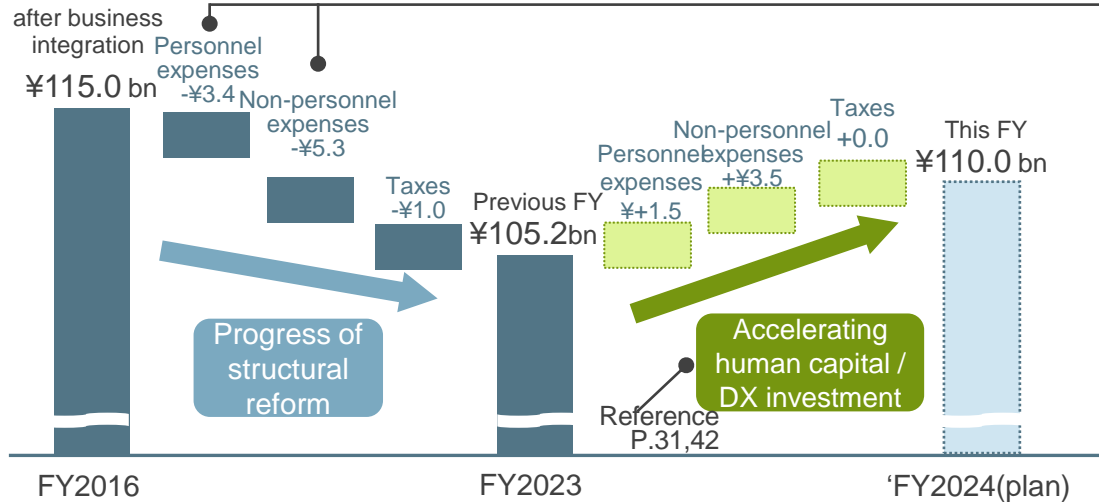 after business
integration
¥115.0 bn
Personnel
expenses
-¥3.4
Non-personnel
expenses
-¥5.3
Taxes
-¥1.0
Previous FY
¥105.2bn
Personnel
expenses
¥+1.5
Non-personnel
expenses
+¥3.5
Taxes
+0.0
This FY
¥110.0 bn
Progress of
structural
reform
Accelerating
human capital /
DX investment
Reference
P.31,42
FY2016
FY2023
‘FY2024(plan)